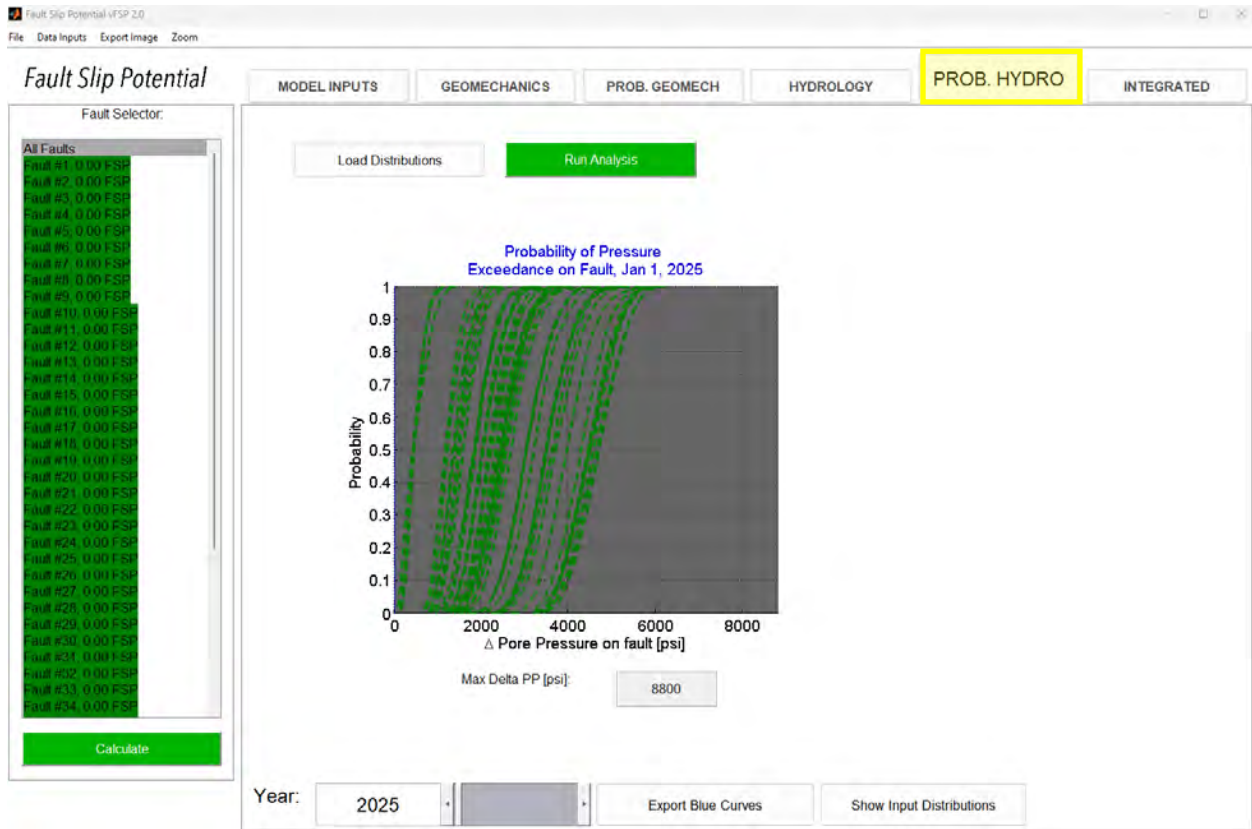 Fault Slip Potential vFSP 2.0
File Data Inputs Export Image Zoom
Fault Slip Potential
MODEL INPUTS
GEOMECHANICS
PROB. GEOMECH
HYDROLOGY
PROB. HYDRO
INTEGRATED
Fault Selector:
All Faults
Fault #1, 0.00 FSP
Fault #2, 0.00 FSP
Fault #3, 0.00 FSP
Fault #4, 0.00 FSP
Fault #5, 0.00 FSP
Fault #6, 0.00 FSP
Fault #7, 0.00 FSP
Fault #8, 0.00 FSP
Fault #9, 0.00 FSP
Fault #10, 0.00 FSP
Fault #11, 0.00 FSP
Fault #12, 0.00 FSP
Fault #13, 0.00 FSP
Fault #14, 0.00 FSP
Fault #15, 0.00 FSP
Fault #16, 0.00 FSP
Fault #17, 0.00 FSP
Fault #18, 0.00 FSP
Fault #19, 0.00 FSP
Fault #20, 0.00 FSP
Fault #21, 0.00 FSP
Fault #22, 0.00 FSP
Fault #23, 0.00 FSP
Fault #24, 0.00 FSP
Fault #25, 0.00 FSP
Fault #26, 0.00 FSP
Fault #27, 0.00 FSP
Fault #28, 0.00 FSP
Fault #29, 0.00 FSP
Fault #30, 0.00 FSP
Fault #31, 0.00 FSP
Fault #32, 0.00 FSP
Fault #33, 0.00 FSP
Fault #34, 0.00 FSP
Calculate
Load Distributions
Run Analysis
Probability of Pressure
Exceedance on Fault, Jan 1, 2025
1
0.9
0.8
0.7
0.6
0.5
0.4
0.3
0.2
0.1
0
Probability
0 2000 4000 6000 8000
Δ Pore Pressure on fault [psi]
Max Delta PP [psi]:
8800
Year:
2025
Export Blue Curves
Show Input Distributions